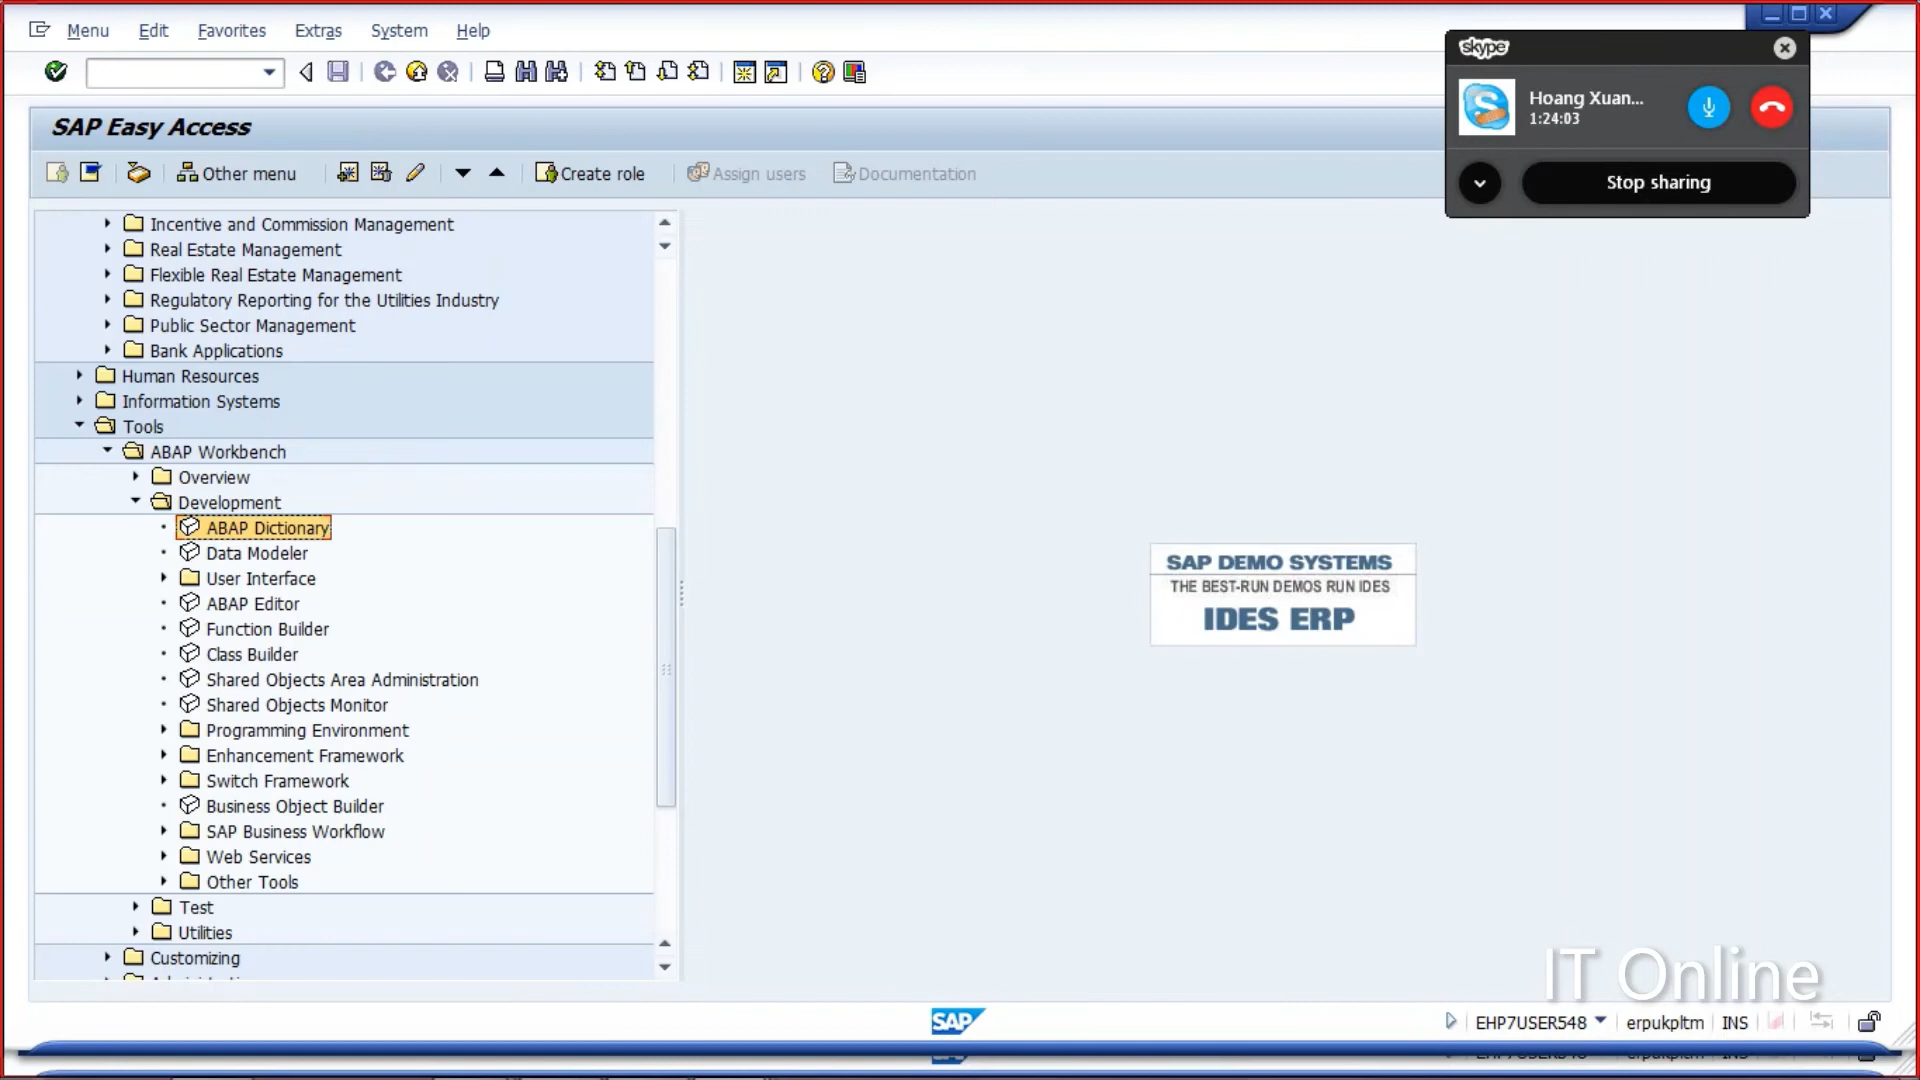 Menu Edit Favorites Extras System Help
skype
Hoang Xuan...
1:24:03
Stop sharing
SAP Easy Access
Other menu Create role Assign users Documentation
Incentive and Commission Management
Real Estate Management
Flexible Real Estate Management
Regulatory Reporting for the Utilities Industry
Public Sector Management
Bank Applications
Human Resources
Information Systems
Tools
ABAP Workbench
Overview
Development
ABAP Dictionary
Data Modeler
User Interface
ABAP Editor
Function Builder
Class Builder
Shared Objects Area Administration
Shared Objects Monitor
Programming Environment
Enhancement Framework
Switch Framework
Business Object Builder
SAP Business Workflow
Web Services
Other Tools
Test
Utilities
Customizing
SAP DEMO SYSTEMS
THE BEST-RUN DEMOS RUN IDES
IDES ERP
IT Online
SAP
EHP7USER548 erpukpltm INS